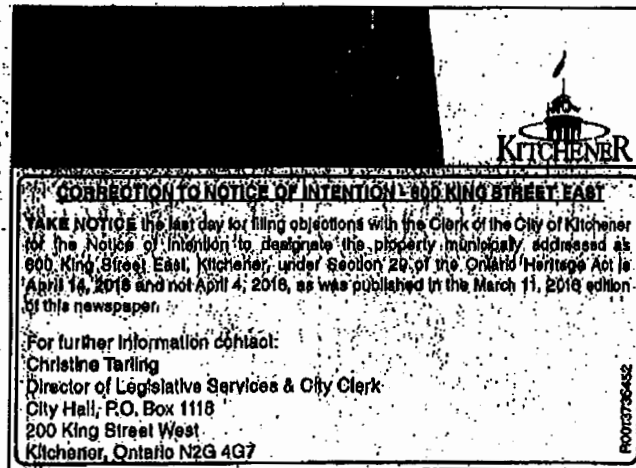 KITCHENER
CORRECTION TO NOTICE OF INTENTION - 600 KING STREET EAST
TAKE NOTICE the last day for filing objections with the Clerk of the City of Kitchener
for the Notice of Intention to designate the property municipally addressed as
600 King Street East, Kitchener, under Section 29 of the Ontario Heritage Act is
April 14, 2016 and not April 4, 2016, as was published in the March 11, 2016 edition
of this newspaper.
For further information contact:
Christine Tarling
Director of Legislative Services & City Clerk
City Hall, P.O. Box 1118
200 King Street West
Kitchener, Ontario N2G 4G7
R0013736452